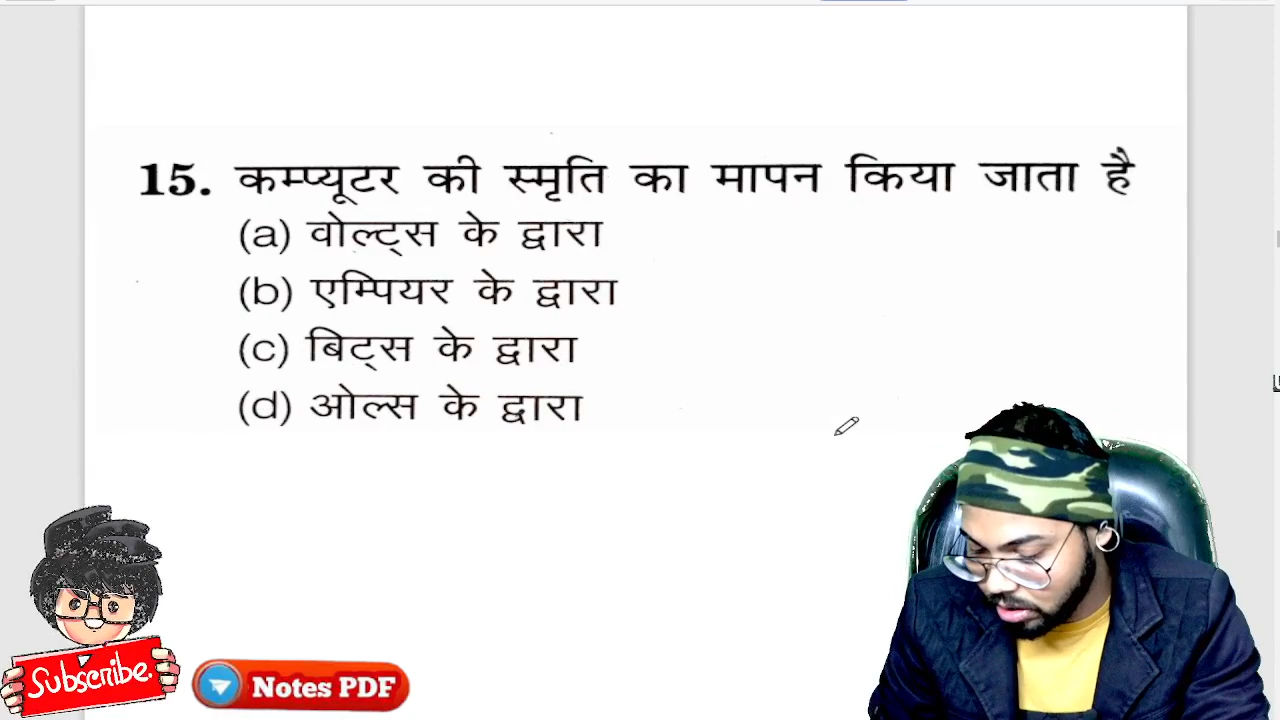 15. कम्प्यूटर की स्मृति का मापन किया जाता है
(a) वोल्ट्स के द्वारा
(b) एम्पियर के द्वारा
(c) बिट्स के द्वारा
(d) ओल्स के द्वारा
Subscribe
Notes PDF